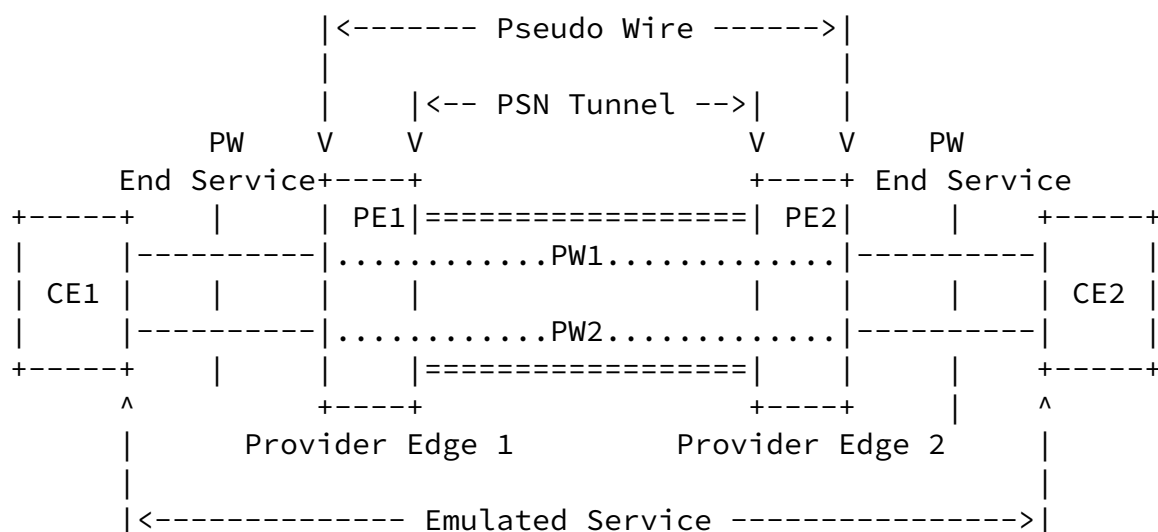 |<------- Pseudo Wire ------>|
|<-- PSN Tunnel -->|
PW V V V V PW
End Service+----+ +----+ End Service
+-----+ | | PE1|==================| PE2| | +-----+
| |----------|............PW1.............|----------| |
| CE1 | | | | | | | | CE2 |
| |----------|............PW2.............|----------| |
+-----+ | | |==================| | | +-----+
^ +----+ +----+ | ^
| Provider Edge 1 Provider Edge 2 |
|<-------------- Emulated Service --------------->|